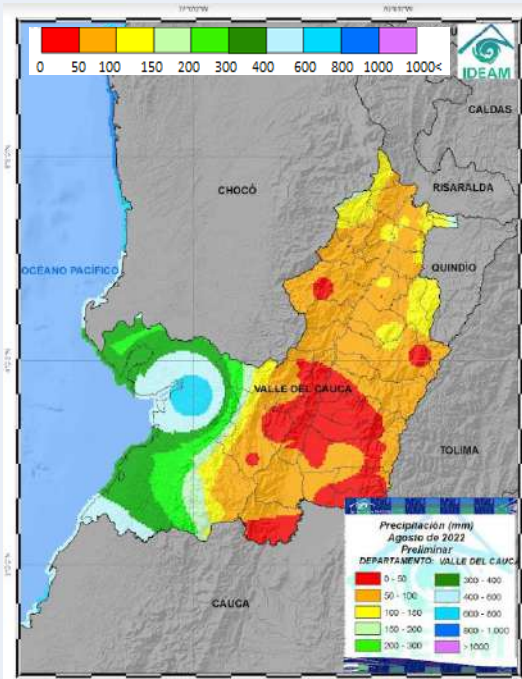 0 50 100 150 200 300 400 600 800 1000 1000<
IDEAM
CALDAS
CHOCÓ
RISARALDA
OCÉANO PACÍFICO
QUINDÍO
VALLE DEL CAUCA
TOLIMA
CAUCA
Precipitación (mm)
Agosto de 2022
Preliminar
DEPARTAMENTO: VALLE DEL CAUCA
0 - 50
300 - 400
50 - 100
400 - 600
100 - 150
600 - 800
150 - 200
800 - 1.000
200 - 300
>1000